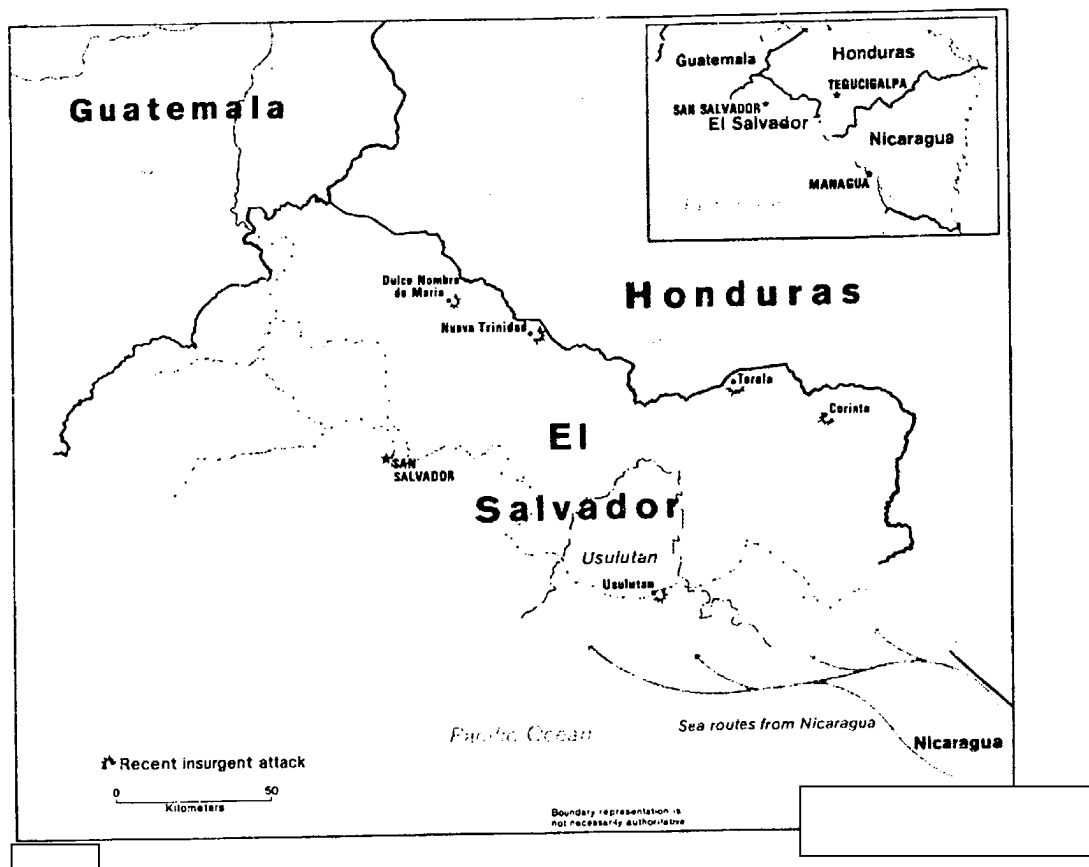 Guatemala
Guatemala
Honduras
TEGUCIGALPA
SAN SALVADOR
El Salvador
Nicaragua
MANAGUA
Honduras
Dulce Nombre
de Maria
Nueva Trinidad
Torola
Corinto
SAN
SALVADOR
El
Salvador
Usulutan
Usulutan
Pacific Ocean
Sea routes from Nicaragua
Nicaragua
Recent insurgent attack
0 50
Kilometers
Boundary representation is
not necessarily authoritative